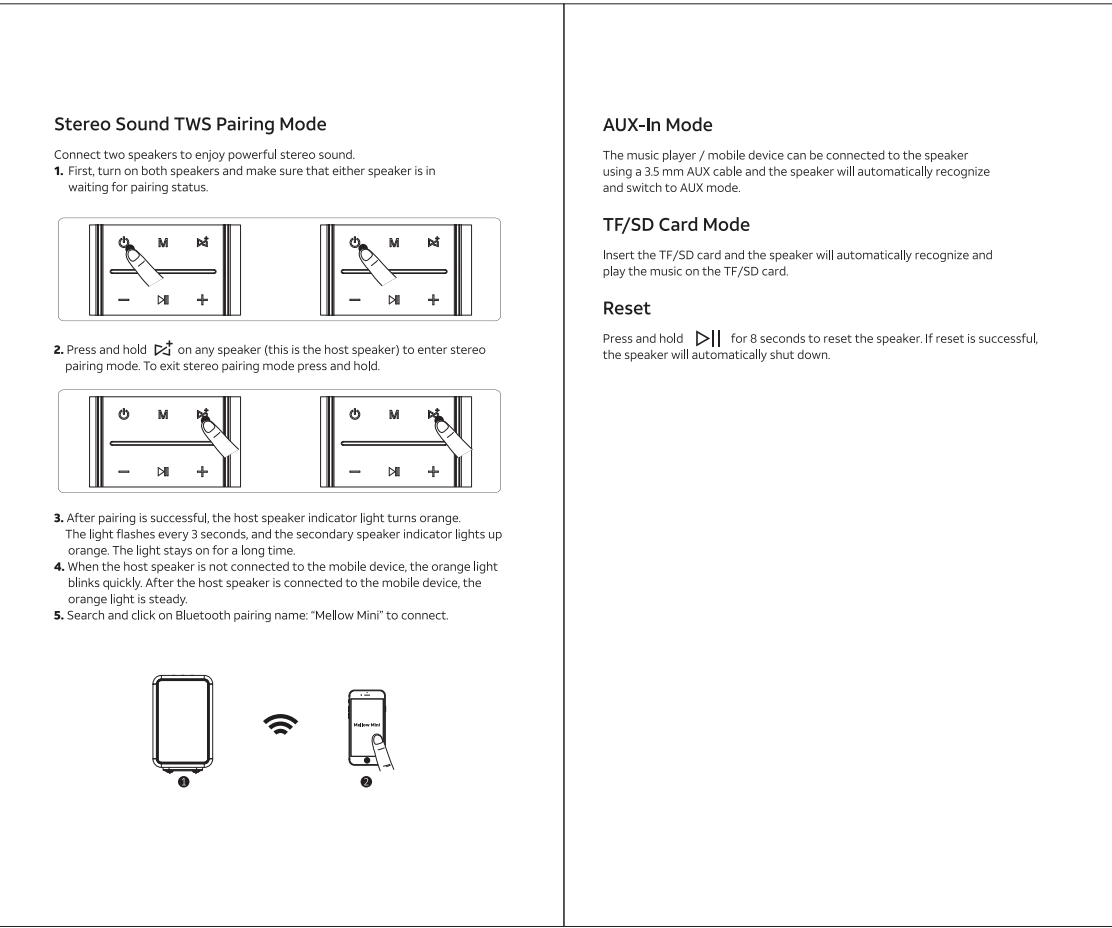 Stereo Sound TWS Pairing Mode
Connect two speakers to enjoy powerful stereo sound.
1. First, turn on both speakers and make sure that either speaker is in
waiting for pairing status.
M
M
- +
- +
2. Press and hold on any speaker (this is the host speaker) to enter stereo
pairing mode. To exit stereo pairing mode press and hold.
M
M
- +
- +
3. After pairing is successful, the host speaker indicator light turns orange.
The light flashes every 3 seconds, and the secondary speaker indicator lights up
orange. The light stays on for a long time.
4. When the host speaker is not connected to the mobile device, the orange light
blinks quickly. After the host speaker is connected to the mobile device, the
orange light is steady.
5. Search and click on Bluetooth pairing name: “Mellow Mini” to connect.
Mellow Mini
1
2
AUX-In Mode
The music player / mobile device can be connected to the speaker
using a 3.5 mm AUX cable and the speaker will automatically recognize
and switch to AUX mode.
TF/SD Card Mode
Insert the TF/SD card and the speaker will automatically recognize and
play the music on the TF/SD card.
Reset
Press and hold for 8 seconds to reset the speaker. If reset is successful,
the speaker will automatically shut down.